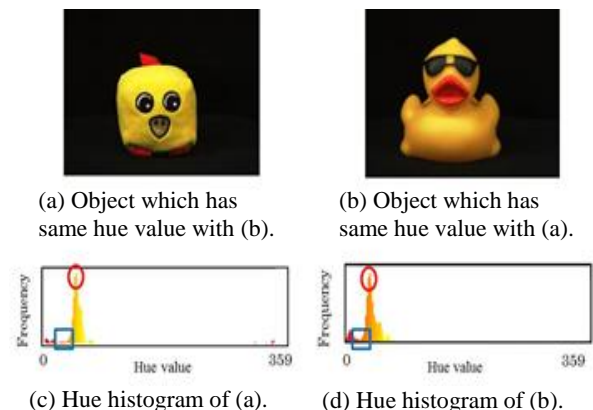 (a) Object which has
same hue value with (b).
(b) Object which has
same hue value with (a).
Frequency
0
Hue value
359
(c) Hue histogram of (a).
Frequency
0
Hue value
359
(d) Hue histogram of (b).